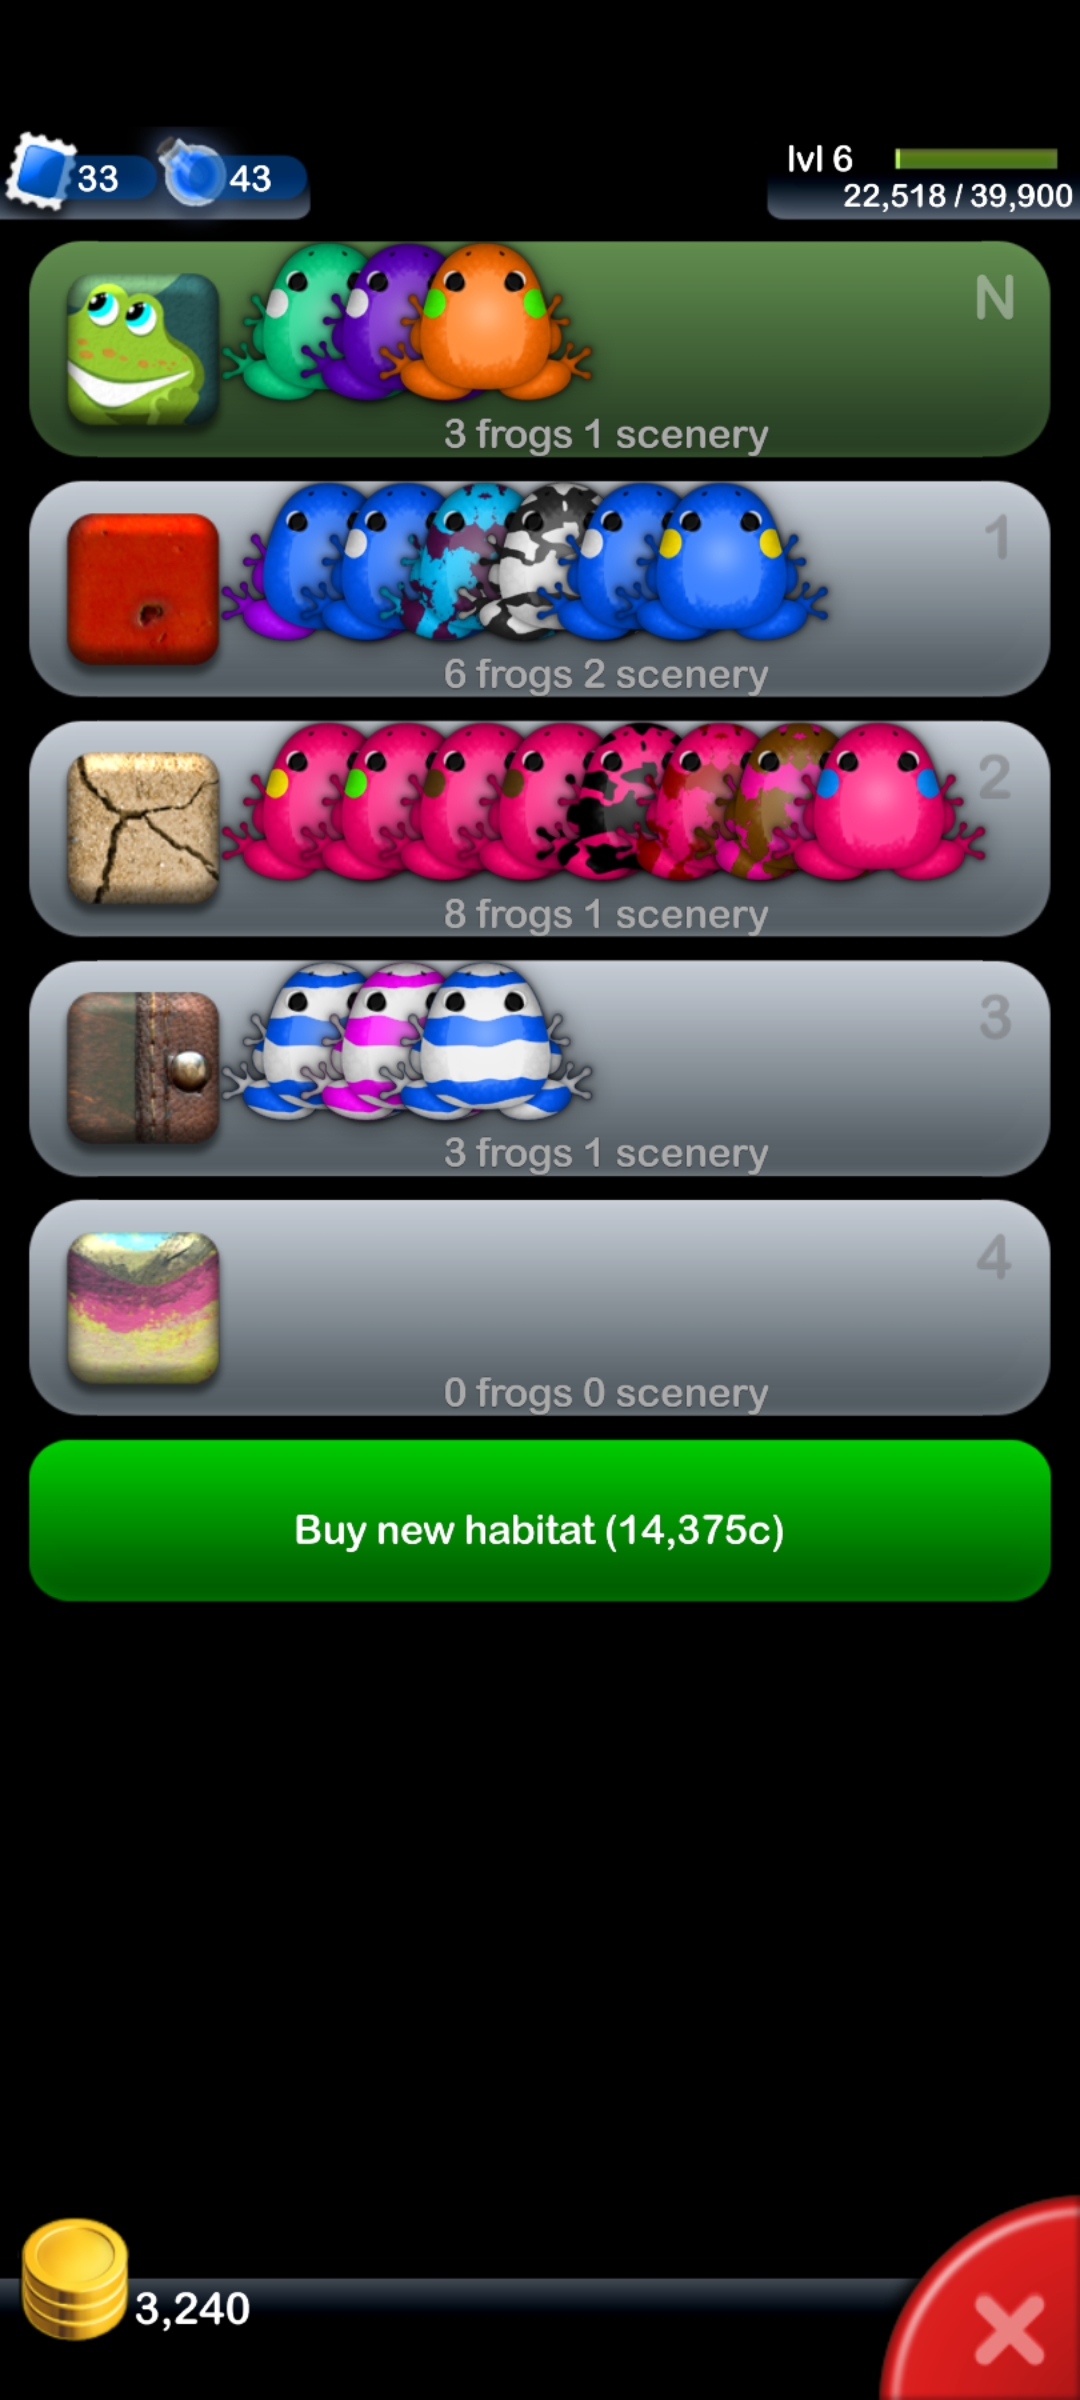 33
43
lvl 6
22,518 / 39,900
N
3 frogs 1 scenery
1
6 frogs 2 scenery
2
8 frogs 1 scenery
3
3 frogs 1 scenery
4
0 frogs 0 scenery
Buy new habitat (14,375c)
3,240